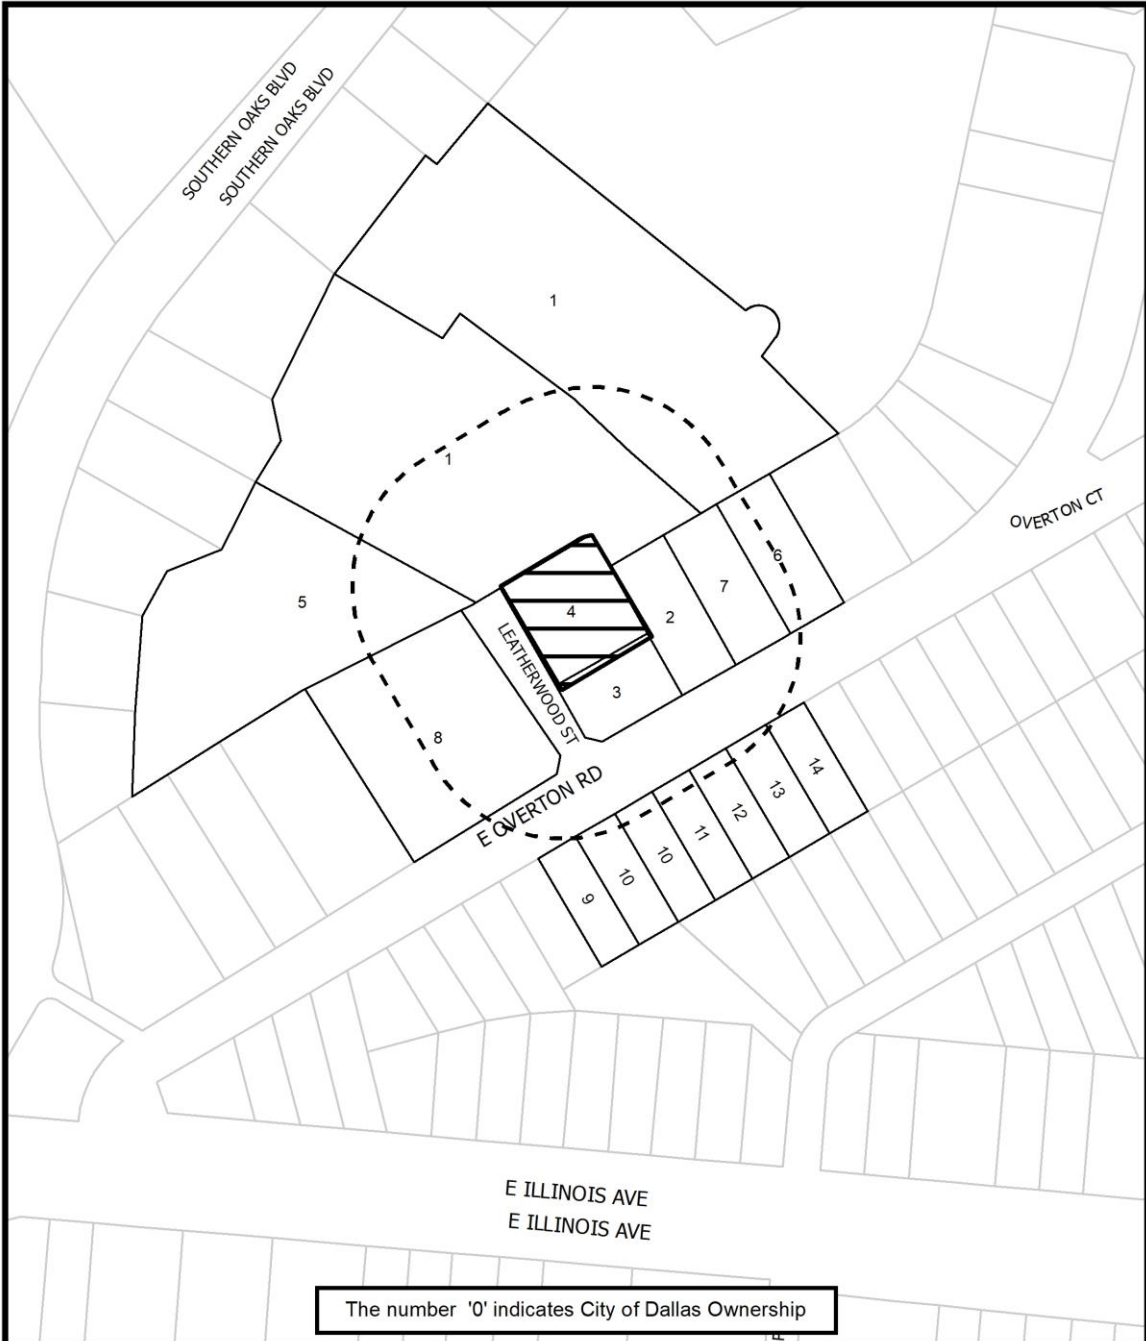 SOUTHERN OAKS BLVD
SOUTHERN OAKS BLVD
1
1
OVERTON CT
6
7
5
4
2
LEATHERWOOD ST
3
8
E OVERTON RD
14
13
12
11
10
10
9
E ILLINOIS AVE
E ILLINOIS AVE
The number '0' indicates City of Dallas Ownership